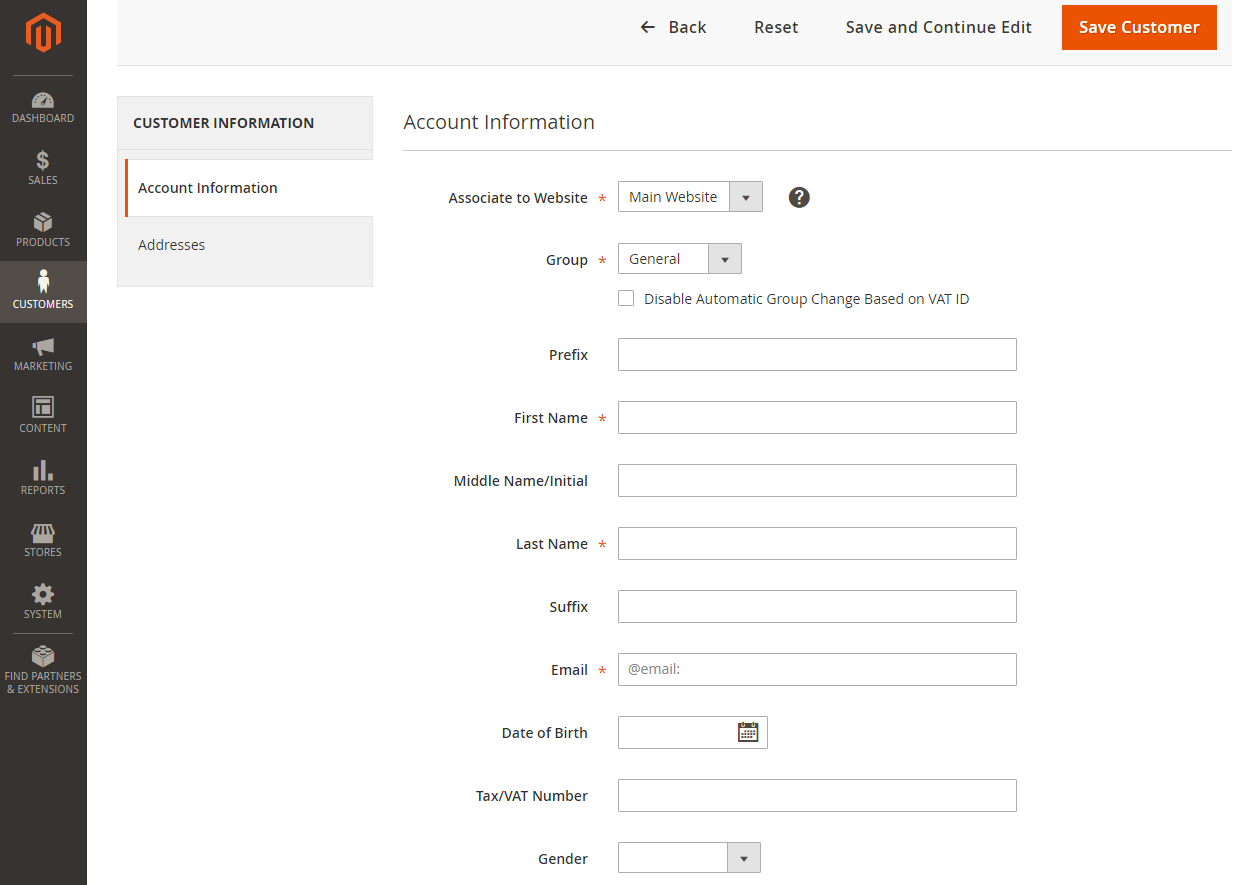 ← Back
Reset
Save and Continue Edit
Save Customer
DASHBOARD
$
SALES
PRODUCTS
CUSTOMERS
MARKETING
CONTENT
REPORTS
STORES
SYSTEM
FIND PARTNERS
& EXTENSIONS
CUSTOMER INFORMATION
Account Information
Addresses
Account Information
Associate to Website * Main Website ?
Group * General
Disable Automatic Group Change Based on VAT ID
Prefix
First Name *
Middle Name/Initial
Last Name *
Suffix
Email * @email:
Date of Birth
Tax/VAT Number
Gender